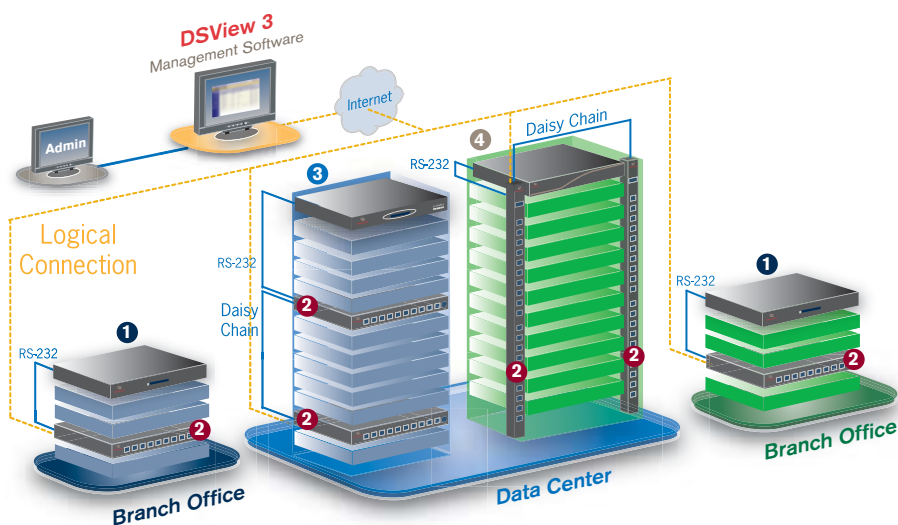 DSView 3
Management Software
Internet
Admin
Daisy Chain
4
RS-232
3
Logical
Connection
RS-232
2
Daisy
Chain
1
RS-232
1
RS-232
2
2
2
2
2
Branch Office
Data Center
Branch Office